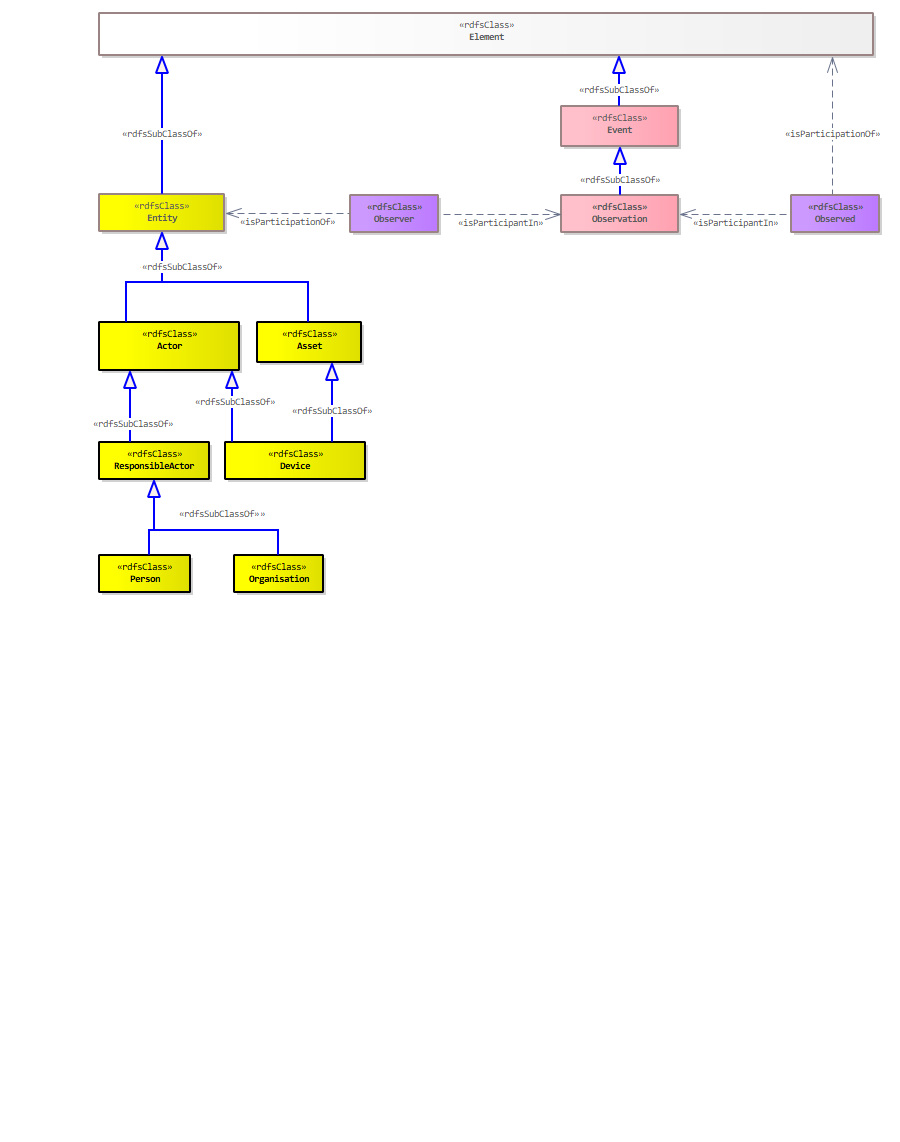 «rdfsClass»
Element
«rdfsSubClassOf»
«rdfsClass»
Event
«rdfsSubClassOf»
«isParticipationOf»
«rdfsSubClassOf»
«rdfsClass»
Entity
«isParticipationOf»
«rdfsClass»
Observer
«isParticipantIn»
«rdfsClass»
Observation
«isParticipantIn»
«rdfsClass»
Observed
«rdfsSubClassOf»
«rdfsClass»
Actor
«rdfsClass»
Asset
«rdfsSubClassOf»
«rdfsSubClassOf»
«rdfsSubClassOf»
«rdfsClass»
ResponsibleActor
«rdfsClass»
Device
«rdfsSubClassOf»»
«rdfsClass»
Person
«rdfsClass»
Organisation